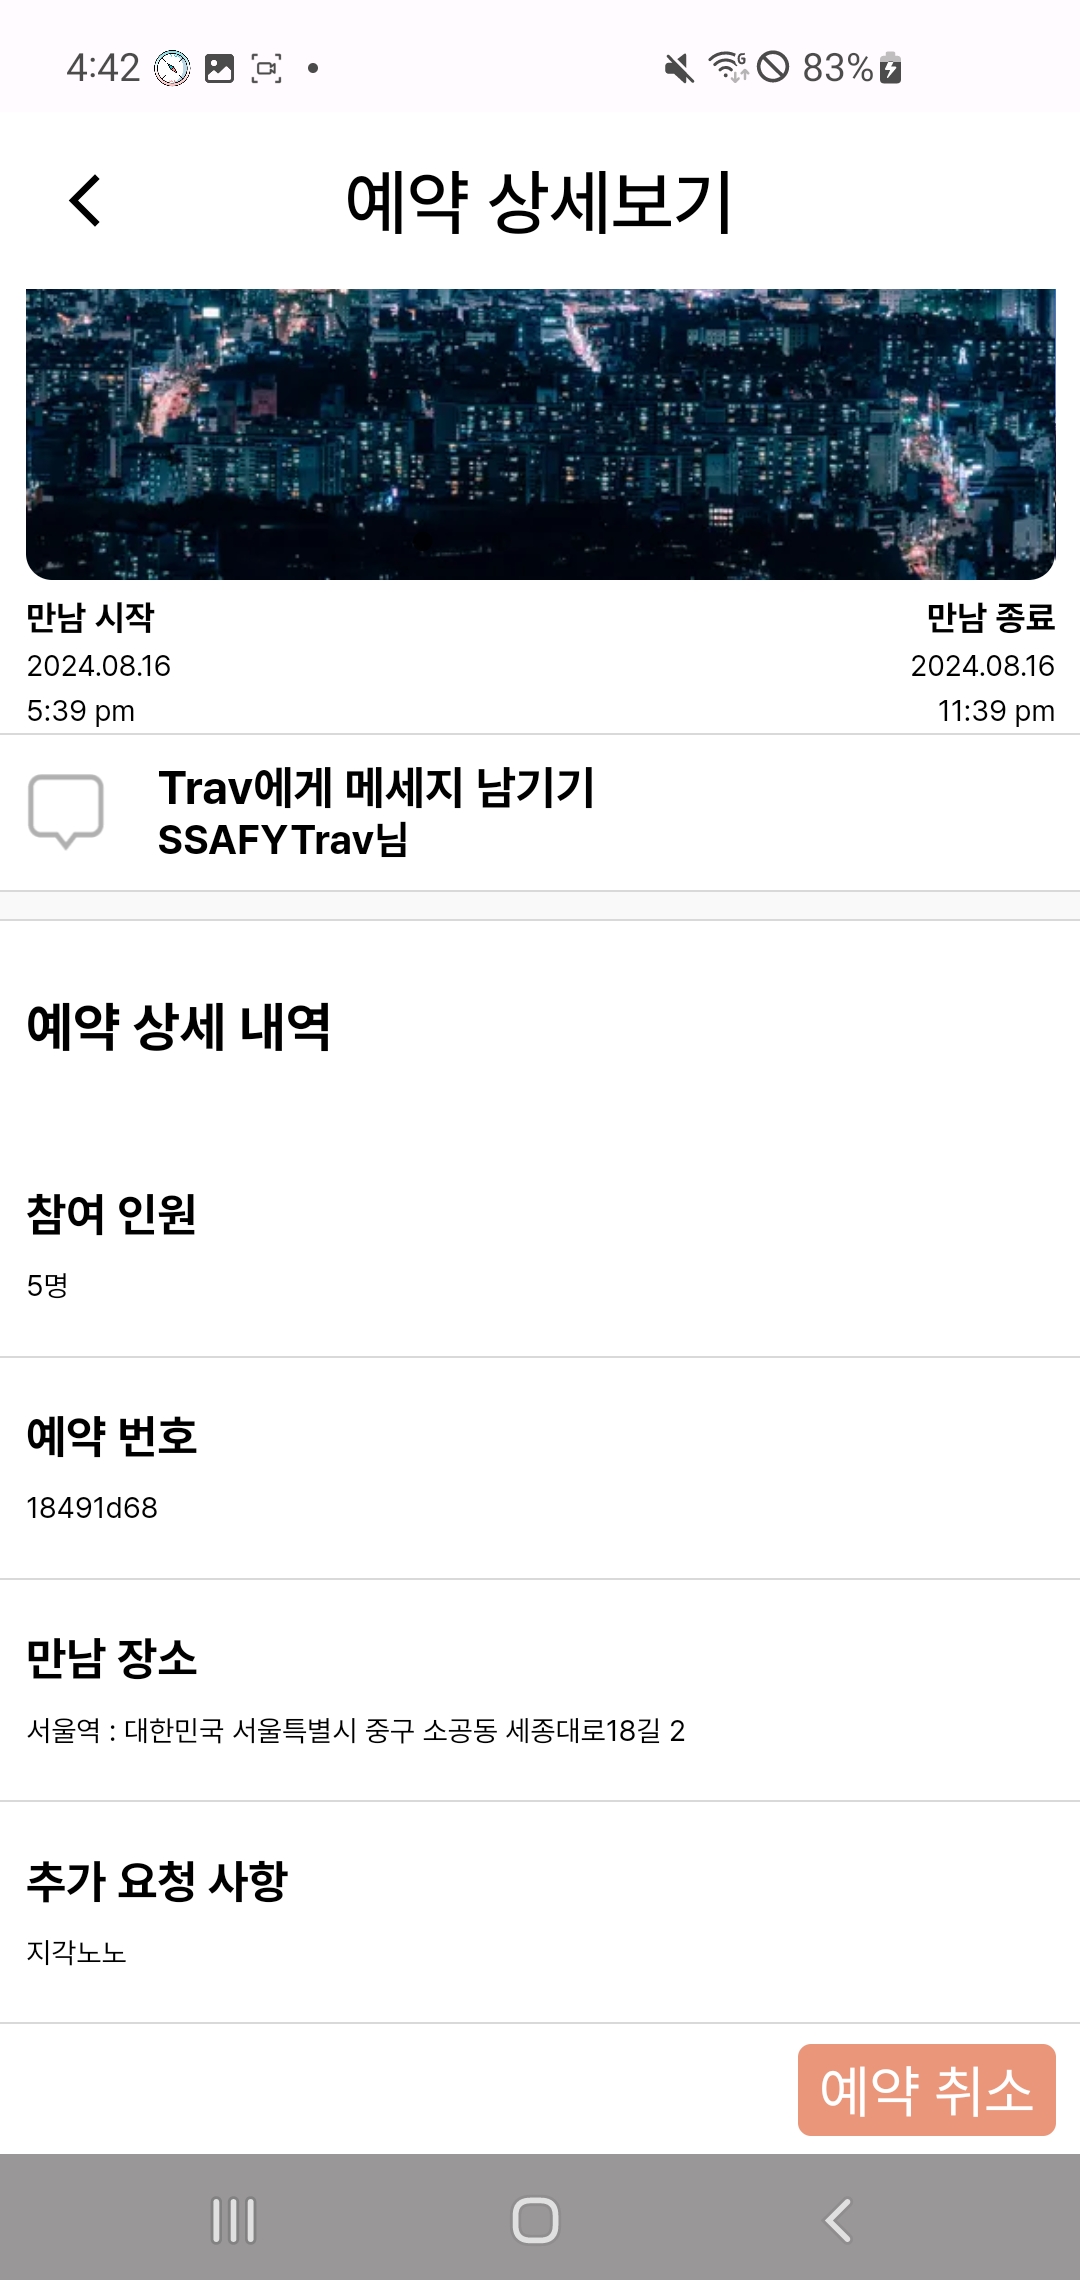 4:42
83%
예약 상세보기
만남 시작
만남 종료
2024.08.16
2024.08.16
5:39 pm
11:39 pm
Trav에게 메세지 남기기
SSAFYTrav님
예약 상세 내역
참여 인원
5명
예약 번호
18491d68
만남 장소
서울역 : 대한민국 서울특별시 중구 소공동 세종대로18길 2
추가 요청 사항
지각노노
예약 취소